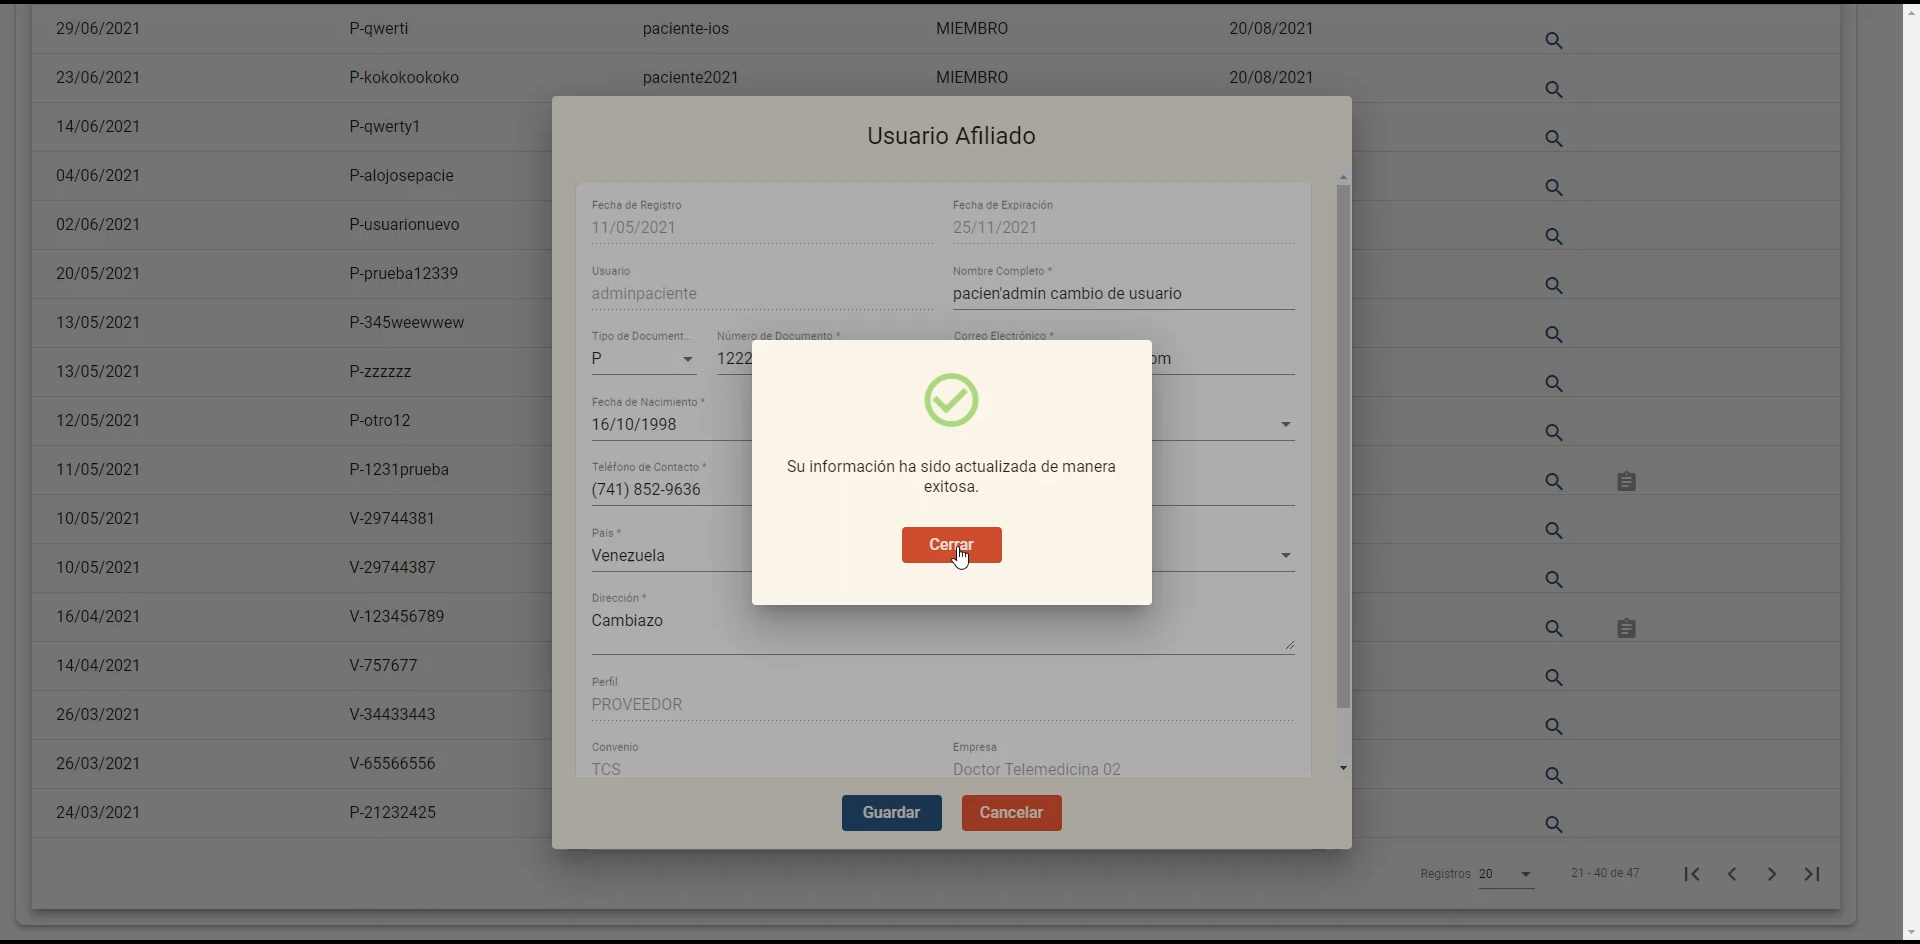 29/06/2021 P-qwerti paciente-ios MIEMBRO 20/08/2021
23/06/2021 P-kokokookoko paciente2021 MIEMBRO 20/08/2021
14/06/2021 P-qwerty1
04/06/2021 P-alojosepacie
02/06/2021 P-usuarionuevo
20/05/2021 P-prueba12339
13/05/2021 P-345weewwew
13/05/2021 P-zzzzzz
12/05/2021 P-otro12
11/05/2021 P-1231prueba
10/05/2021 V-29744381
10/05/2021 V-29744387
16/04/2021 V-123456789
14/04/2021 V-757677
26/03/2021 V-34433443
26/03/2021 V-65566556
24/03/2021 P-21232425
Usuario Afiliado
Fecha de Registro Fecha de Expiración
11/05/2021 25/11/2021
Usuario Nombre Completo *
adminpaciente pacien'admin cambio de usuario
Tipo de Document... Número de Documento * Correo Electrónico *
P 1222 om
Fecha de Nacimiento *
16/10/1998
Teléfono de Contacto *
(741) 852-9636
Pais *
Venezuela
Dirección *
Cambiazo
Perfil
PROVEEDOR
Convenio Empresa
TCS Doctor Telemedicina 02
Guardar Cancelar
Su información ha sido actualizada de manera
exitosa.
Cerrar
Registros 20 21 - 40 de 47